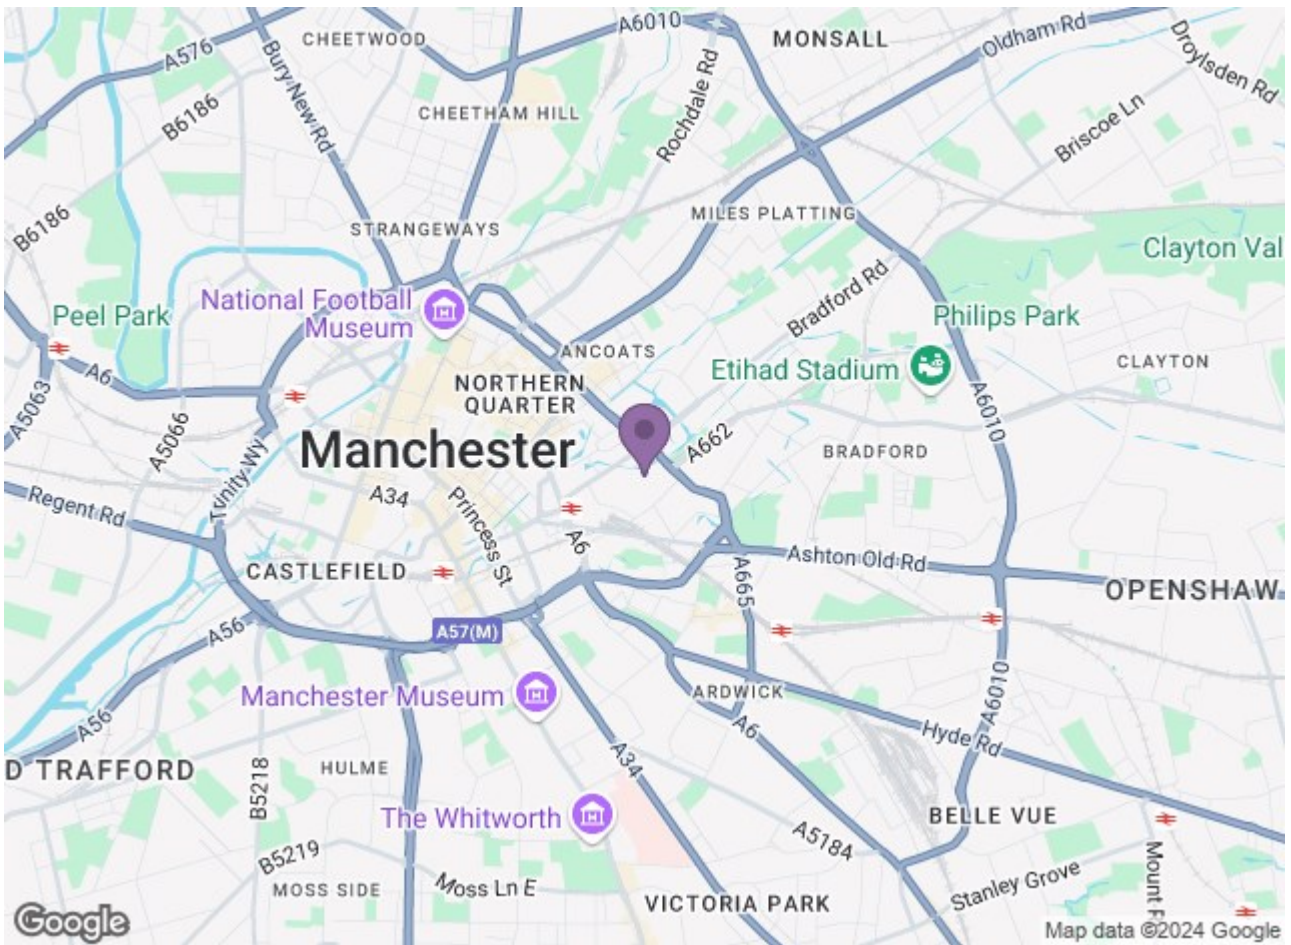 A6010
MONSALL
Oldham Rd
Droylsden Rd
CHEETWOOD
A576
Bury New Rd
B6186
CHEETHAM HILL
Rochdale Rd
Briscoe Ln
B6186
STRANGEWAYS
MILES PLATTING
Clayton Val
National Football
Museum
Bradford Rd
Peel Park
Philips Park
ANCOATS
Etihad Stadium
CLAYTON
A6
NORTHERN
QUARTER
A5063
A5066
A6010
Manchester
A662
BRADFORD
Trinity Wy
Regent Rd
A34
Princess St
A6
Ashton Old Rd
CASTLEFIELD
A665
OPENSHAW
A56
A57(M)
Manchester Museum
ARDWICK
A6010
A56
A6
Hyde Rd
D TRAFFORD
HULME
A34
B5218
The Whitworth
BELLE VUE
A5184
B5219
MOSS SIDE
Moss Ln E
Stanley Grove
VICTORIA PARK
Google
Map data ©2024 Google